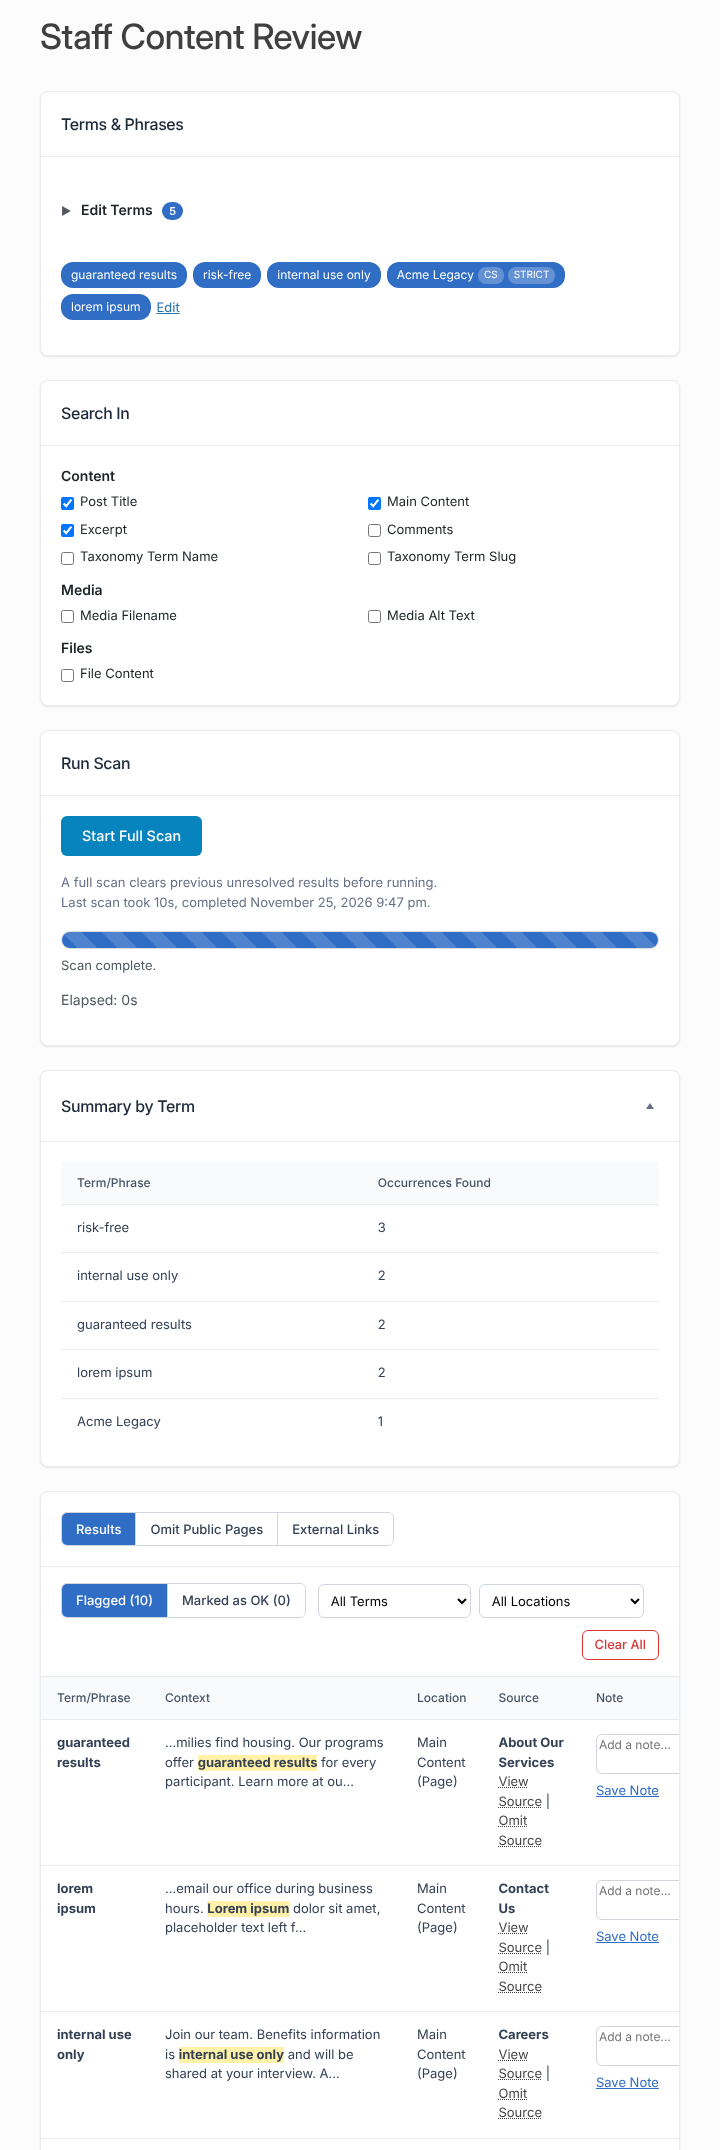 Staff Content Review
Terms & Phrases
Edit Terms 5
guaranteed results risk-free internal use only Acme Legacy CS STRICT
lorem ipsum Edit
Search In
Content
Post Title Main Content
Excerpt Comments
Taxonomy Term Name Taxonomy Term Slug
Media
Media Filename Media Alt Text
Files
File Content
Run Scan
Start Full Scan
A full scan clears previous unresolved results before running.
Last scan took 10s, completed November 25, 2026 9:47 pm.
Scan complete.
Elapsed: 0s
Summary by Term
Term/Phrase Occurrences Found
risk-free 3
internal use only 2
guaranteed results 2
lorem ipsum 2
Acme Legacy 1
Results Omit Public Pages External Links
Flagged (10) Marked as OK (0) All Terms All Locations
Clear All
Term/Phrase Context Location Source Note
guaranteed ...milies find housing. Our programs Main About Our Add a note...
results offer guaranteed results for every Content Services
participant. Learn more at ou... (Page) View Save Note
Source |
Omit
Source
lorem ...email our office during business Main Contact Add a note...
ipsum hours. Lorem ipsum dolor sit amet, Content Us
placeholder text left f... (Page) View Save Note
Source |
Omit
Source
internal use Join our team. Benefits information Main Careers Add a note...
only is internal use only and will be Content View
shared at your interview. A... (Page) Source | Save Note
Omit
Source